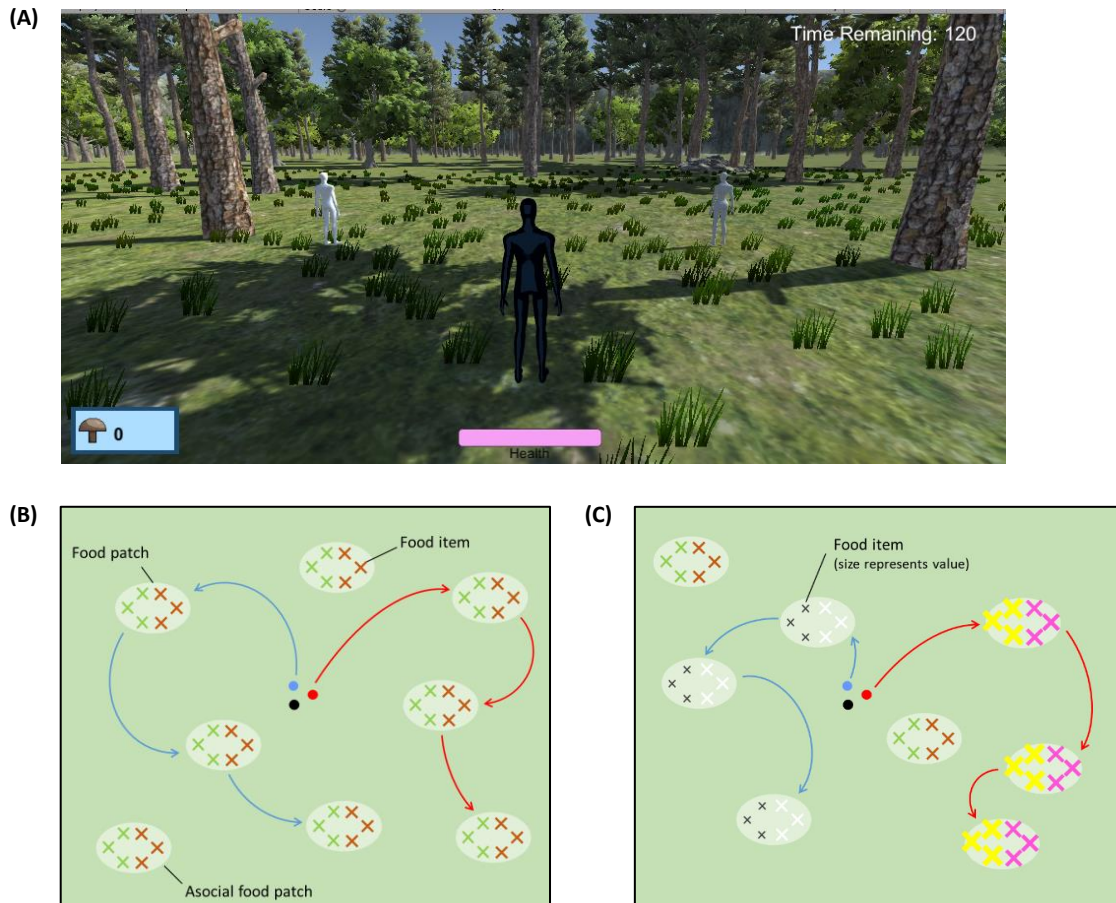 (A)
Time Remaining: 120
0
Health
(B)
Food patch
Food item
Asocial food patch
(C)
Food item
(size represents value)